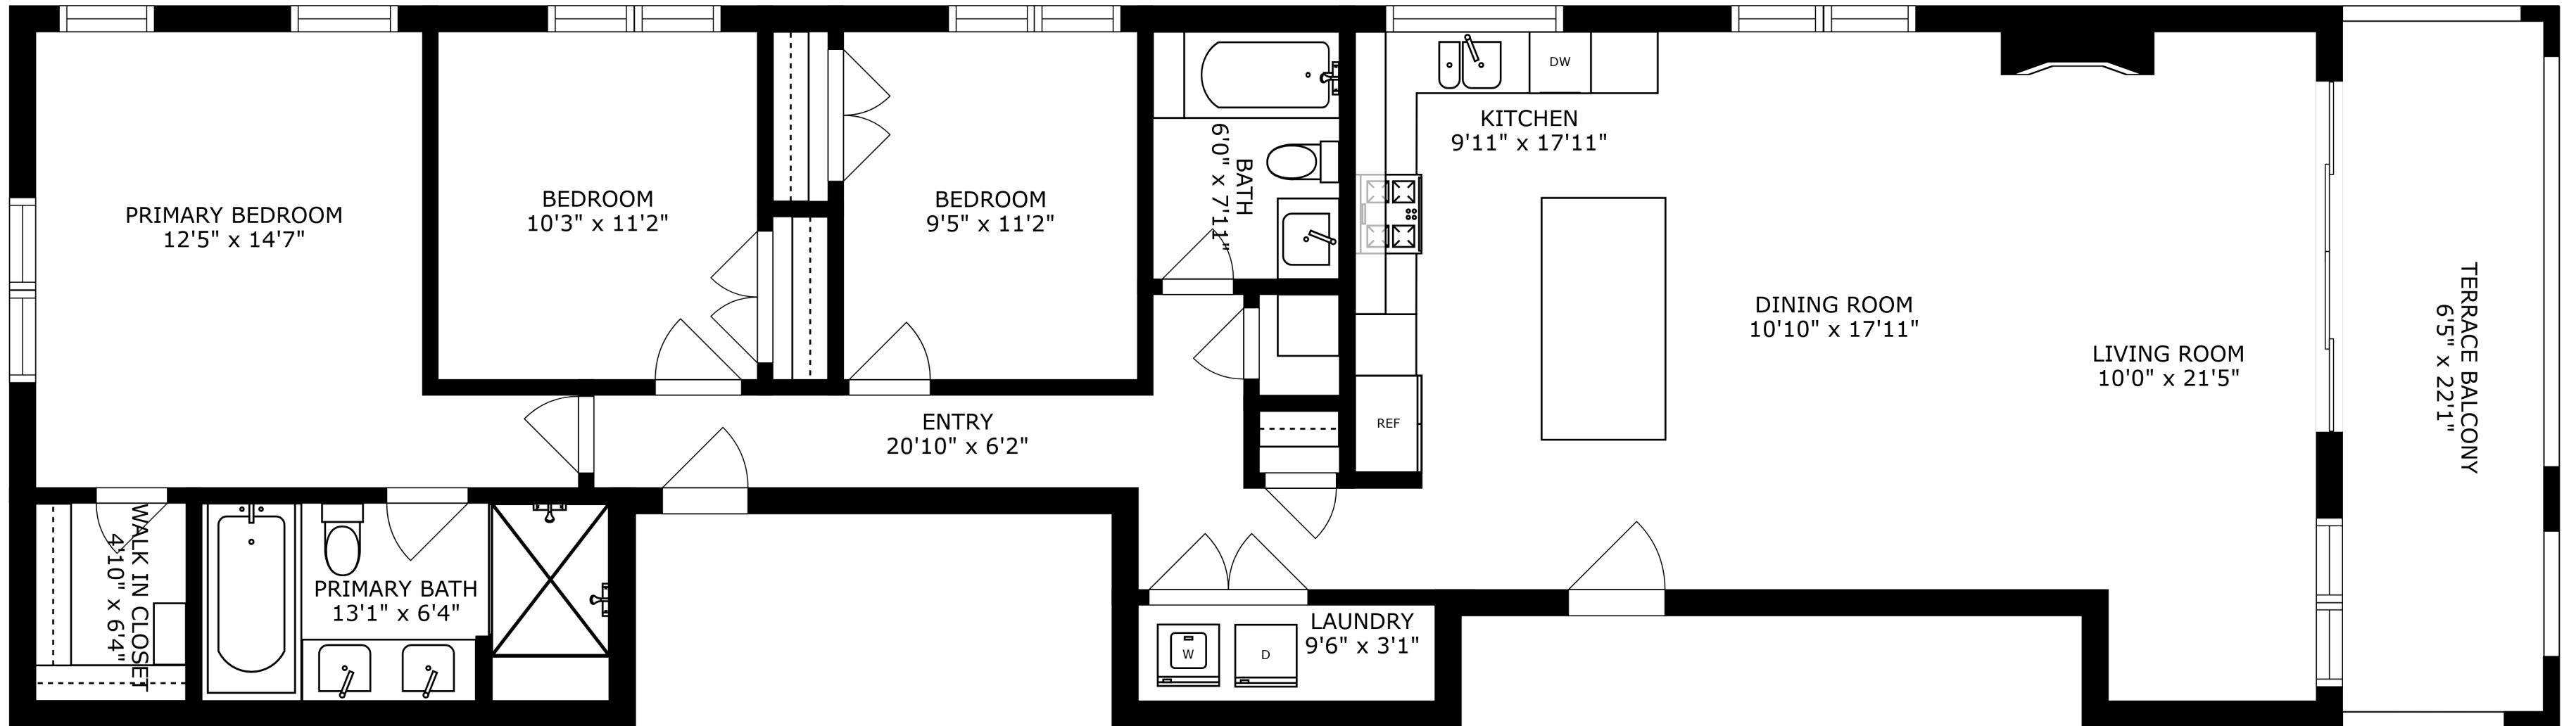 PRIMARY BEDROOM
12'5" x 14'7"
BEDROOM
10'3" x 11'2"
BEDROOM
9'5" x 11'2"
BATH
6'0" x 7'11"
DW
KITCHEN
9'11" x 17'11"
DINING ROOM
10'10" x 17'11"
LIVING ROOM
10'0" x 21'5"
TERRACE BALCONY
6'5" x 22'1"
REF
ENTRY
20'10" x 6'2"
WALK IN CLOSET
4'10" x 6'4"
PRIMARY BATH
13'1" x 6'4"
LAUNDRY
9'6" x 3'1"
W
D